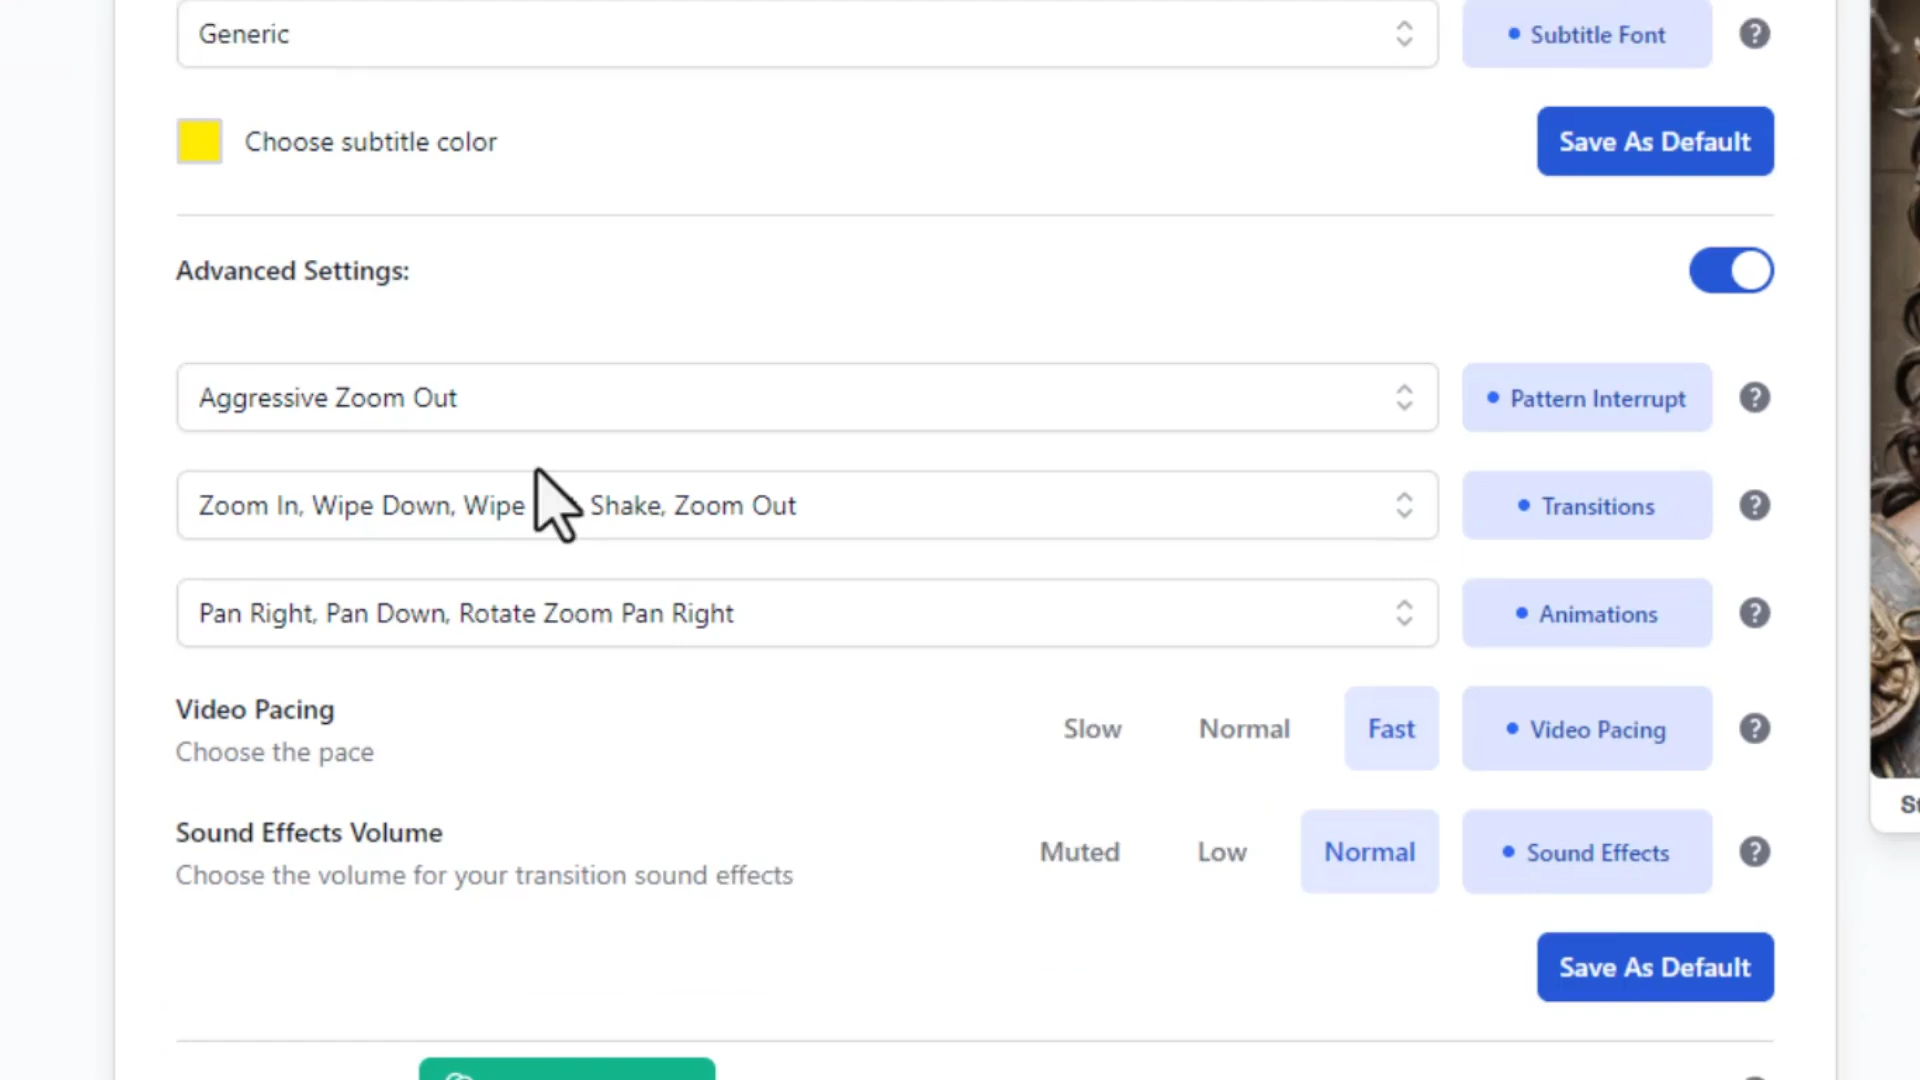 Generic
Subtitle Font
Choose subtitle color
Save As Default
Advanced Settings:
Aggressive Zoom Out
Pattern Interrupt
Zoom In, Wipe Down, Wipe Shake, Zoom Out
Transitions
Pan Right, Pan Down, Rotate Zoom Pan Right
Animations
Video Pacing
Choose the pace
Slow
Normal
Fast
Video Pacing
Sound Effects Volume
Choose the volume for your transition sound effects
Muted
Low
Normal
Sound Effects
Save As Default